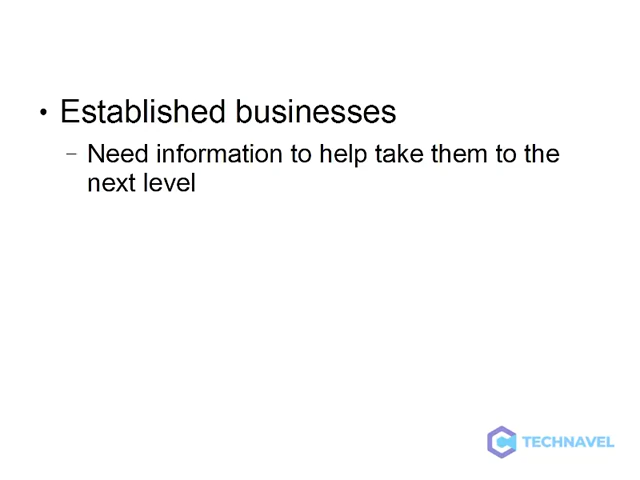 • Established businesses
– Need information to help take them to the
next level
TECHNAVEL